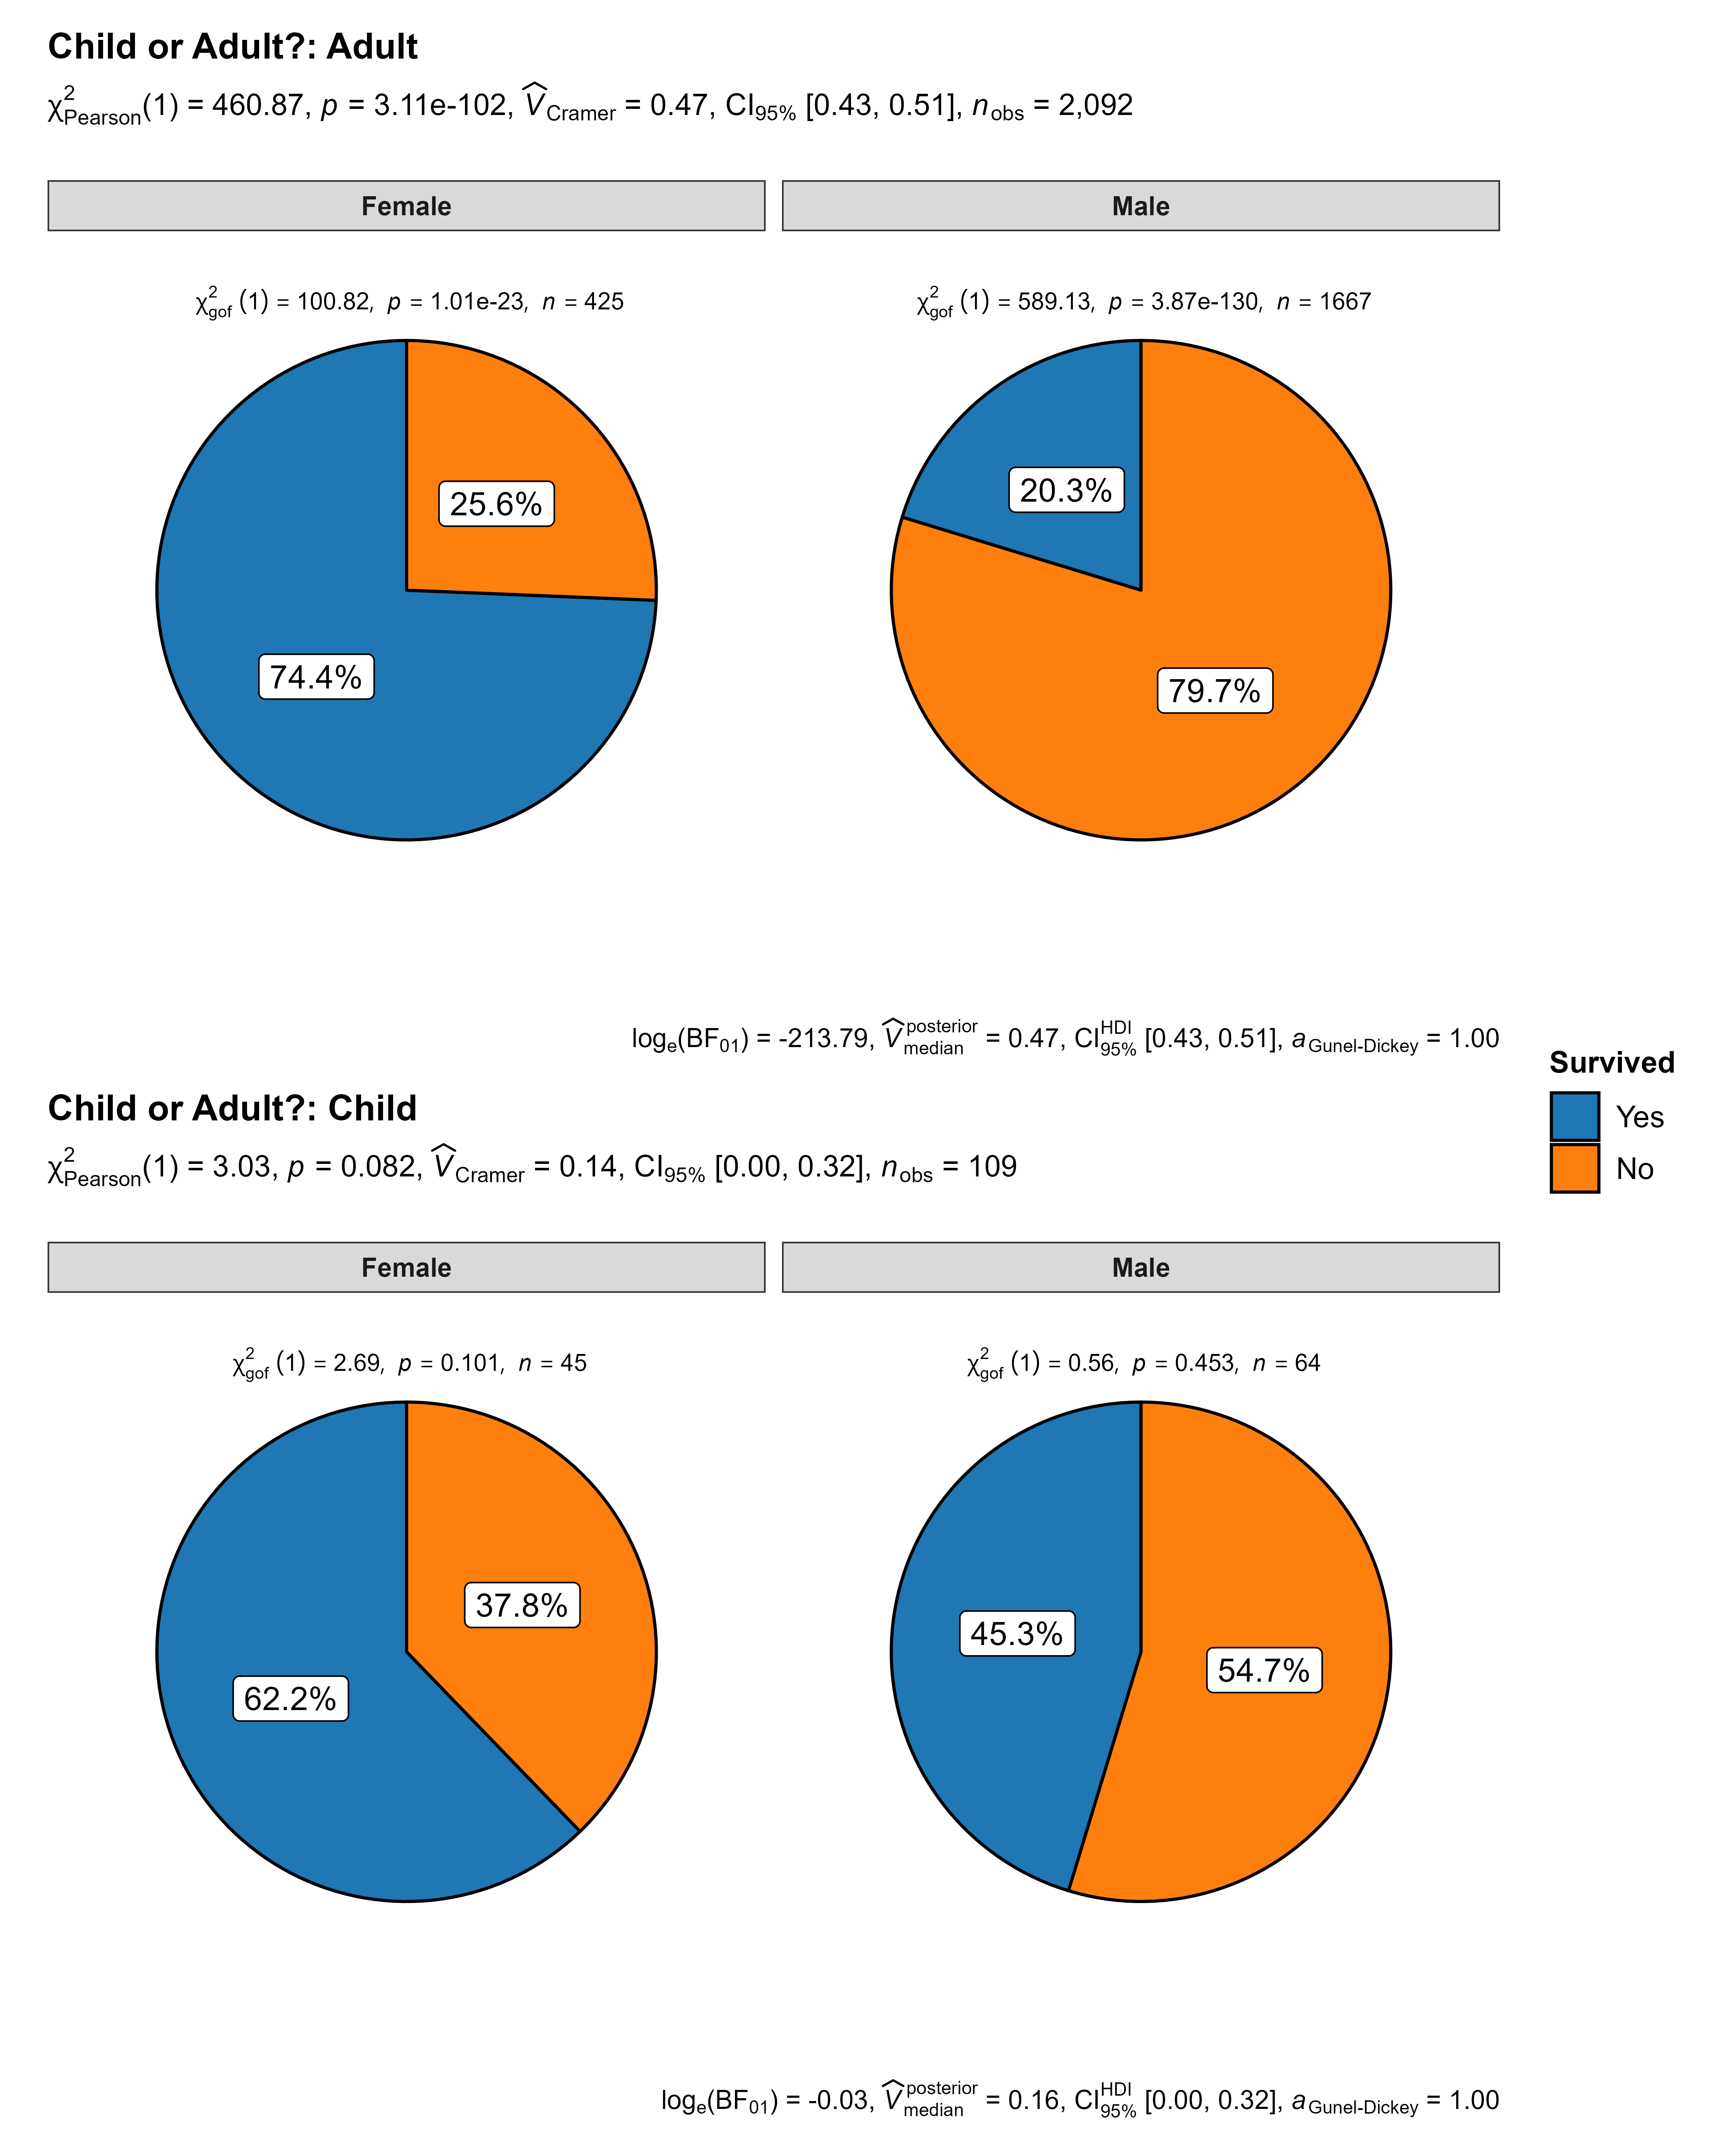 Child or Adult?: Adult
χ²Pearson(1) = 460.87, p = 3.11e-102, V̂Cramer = 0.47, CI95% [0.43, 0.51], nobs = 2,092
Female Male
χ²gof (1) = 100.82, p = 1.01e-23, n = 425 χ²gof (1) = 589.13, p = 3.87e-130, n = 1667
20.3%
25.6%
74.4%
79.7%
loge(BF01) = -213.79, V̂posterior median = 0.47, CI HDI 95% [0.43, 0.51], aGunel-Dickey = 1.00
Survived
Yes
No
Child or Adult?: Child
χ²Pearson(1) = 3.03, p = 0.082, V̂Cramer = 0.14, CI95% [0.00, 0.32], nobs = 109
Female Male
χ²gof (1) = 2.69, p = 0.101, n = 45 χ²gof (1) = 0.56, p = 0.453, n = 64
37.8%
45.3%
54.7%
62.2%
loge(BF01) = -0.03, V̂posterior median = 0.16, CI HDI 95% [0.00, 0.32], aGunel-Dickey = 1.00